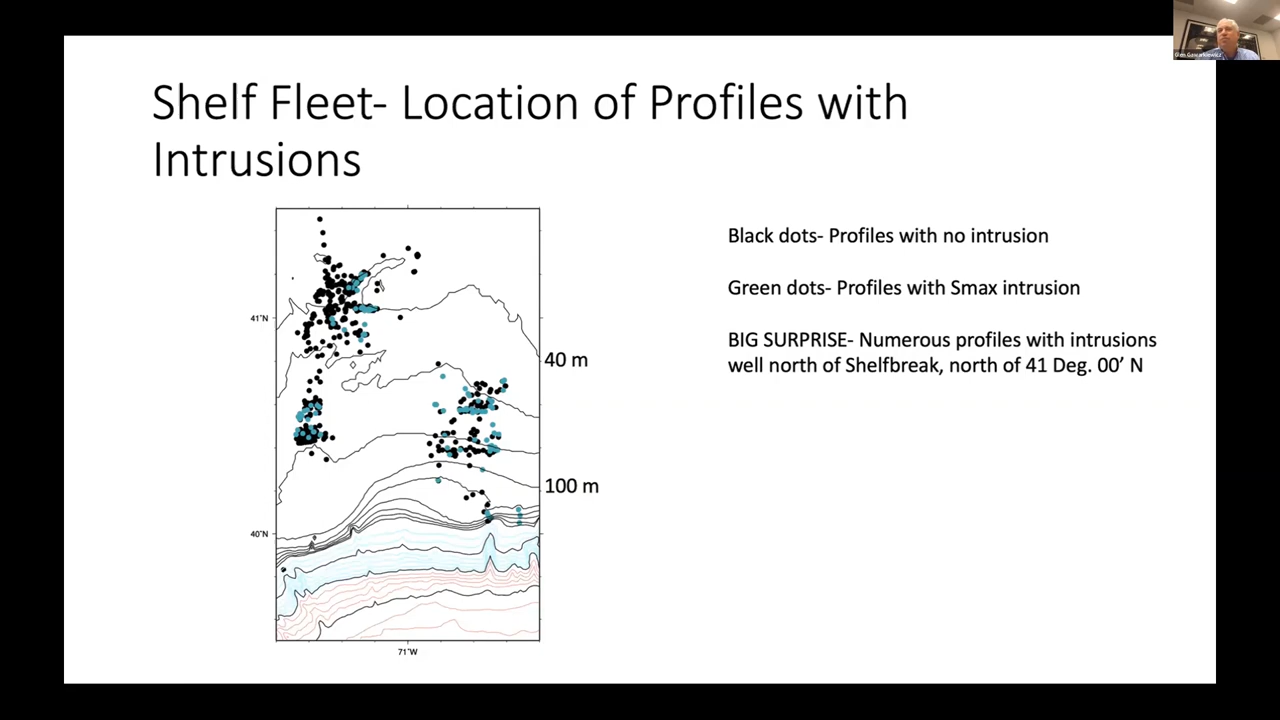 Glen Gawarkiewicz
Shelf Fleet- Location of Profiles with
Intrusions
Black dots- Profiles with no intrusion
Green dots- Profiles with Smax intrusion
BIG SURPRISE- Numerous profiles with intrusions
well north of Shelfbreak, north of 41 Deg. 00’ N
41°N
40 m
100 m
40°N
71°W